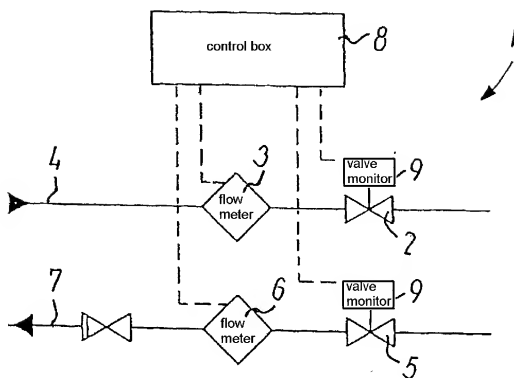 control box
8
1
4
3
flow
meter
valve
monitor
9
2
7
6
flow
meter
valve
monitor
9
5